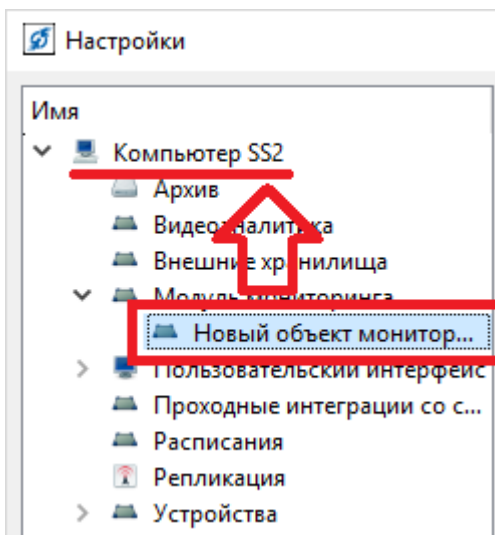 Настройки
Имя
Компьютер SS2
Архив
Видеоаналитика
Внешние хранилища
Модуль мониторинга
Новый объект монитор...
Пользовательский интерфейс
Проходные интеграции со с...
Расписания
Репликация
Устройства